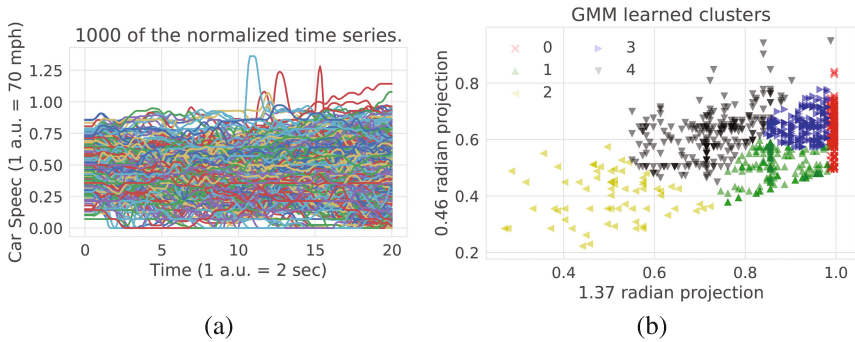 1000 of the normalized time series.
Car Speec (1 a.u. = 70 mph)
1.25
1.00
0.75
0.50
0.25
0.00
0 5 10 15 20
Time (1 a.u. = 2 sec)
(a)
GMM learned clusters
0 3
1 4
2
0.46 radian projection
0.8
0.6
0.4
0.2
0.4 0.6 0.8 1.0
1.37 radian projection
(b)